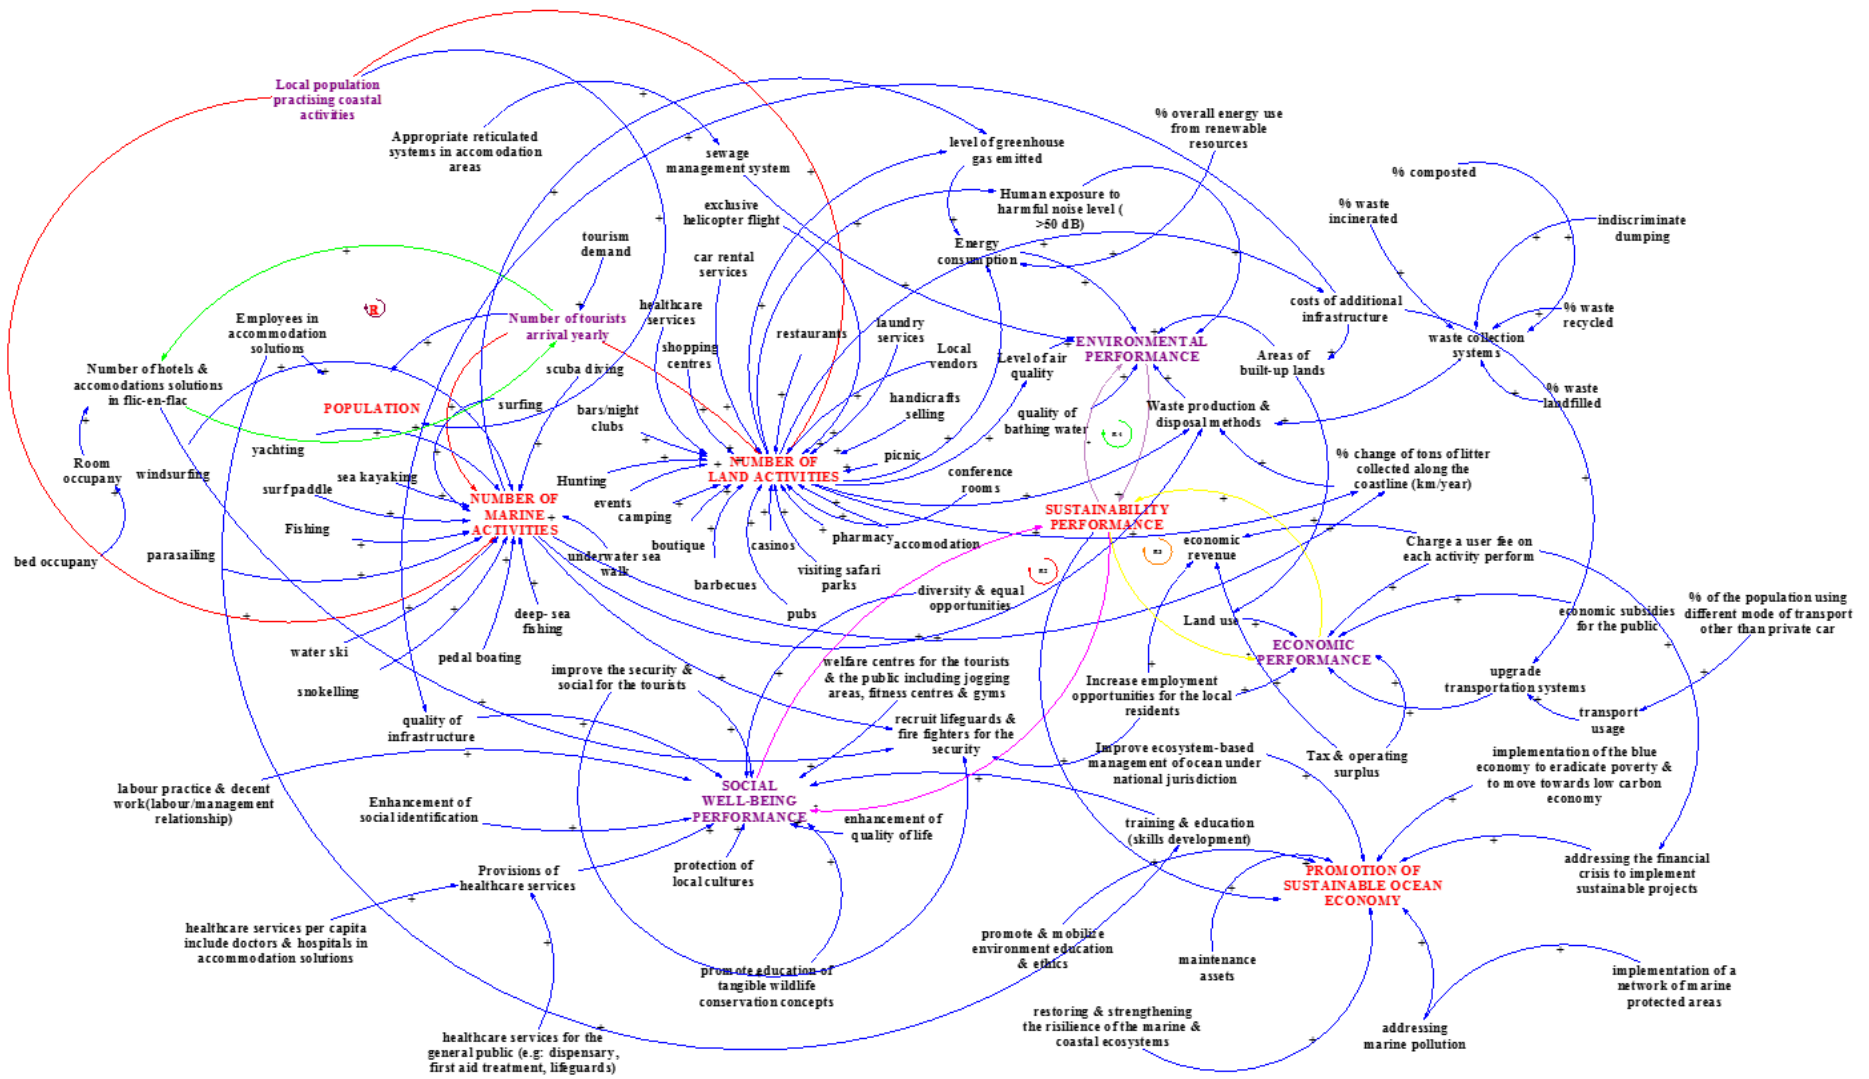 Local population
practising coastal
activities
Appropriate reticulated
systems in accomodation
areas
sewage
management system
level of greenhouse
gas emitted
% overall energy use
from renewable
resources
% composted
% waste
incinerated
indiscriminate
dumping
exclusive
helicopter flight
Human exposure to
harmful noise level (
>50 dB)
tourism
demand
Energy
consumption
car rental
services
costs of additional
infrastructure
% waste
recycled
healthcare
services
Employees in
accommodation
solutions
R
Number of tourists
arrival yearly
restaurants
laundry
services
waste collection
systems
shopping
centres
Local
vendors
Level of air
quality
ENVIRONMENTAL
PERFORMANCE
Areas of
built-up lands
Number of hotels &
accomodations solutions
in flic-en-flac
scuba diving
POPULATION
surfing
bars/night
clubs
handicrafts
selling
quality of
bathing water
Waste production &
disposal methods
% waste
landfilled
yachting
picnic
Room
occupany
windsurfing
sea kayaking
surf paddle
Hunting
NUMBER OF
LAND ACTIVITIES
conference
rooms
% change of tons of litter
collected along the
coastline (km/year)
NUMBER OF
MARINE
ACTIVITIES
events
camping
SUSTAINABILITY
PERFORMANCE
Fishing
boutique
casinos
pharmacy
accomodation
economic
revenue
Charge a user fee on
each activity perform
bed occupany
parasailing
underwater sea
walk
barbecues
visiting safari
parks
diversity & equal
opportunities
pubs
deep- sea
fishing
Land use
economic subsidies
for the public
% of the population using
different mode of transport
other than private car
water ski
pedal boating
ECONOMIC
PERFORMANCE
snokelling
improve the security &
social for the tourists
welfare centres for the tourists
& the public including jogging
areas, fitness centres & gyms
Increase employment
opportunities for the local
residents
upgrade
transportation systems
transport
usage
quality of
infrastructure
recruit lifeguards &
fire fighters for the
security
Improve ecosystem-based
management of ocean under
national jurisdiction
Tax & operating
surplus
implementation of the blue
economy to eradicate poverty &
to move towards low carbon
economy
labour practice & decent
work(labour/management
relationship)
Enhancement of
social identification
SOCIAL
WELL-BEING
PERFORMANCE
enhancement of
quality of life
training & education
(skills development)
protection of
local cultures
Provisions of
healthcare services
PROMOTION OF
SUSTAINABLE OCEAN
ECONOMY
addressing the financial
crisis to implement
sustainable projects
healthcare services per capita
include doctors & hospitals in
accommodation solutions
promote & mobilize
environment education
& ethics
maintenance
assets
promote education of
tangible wildlife
conservation concepts
implementation of a
network of marine
protected areas
restoring & strengthening
the risilience of the marine &
coastal ecosystems
addressing
marine pollution
healthcare services for the
general public (e.g: dispensary,
first aid treatment, lifeguards)